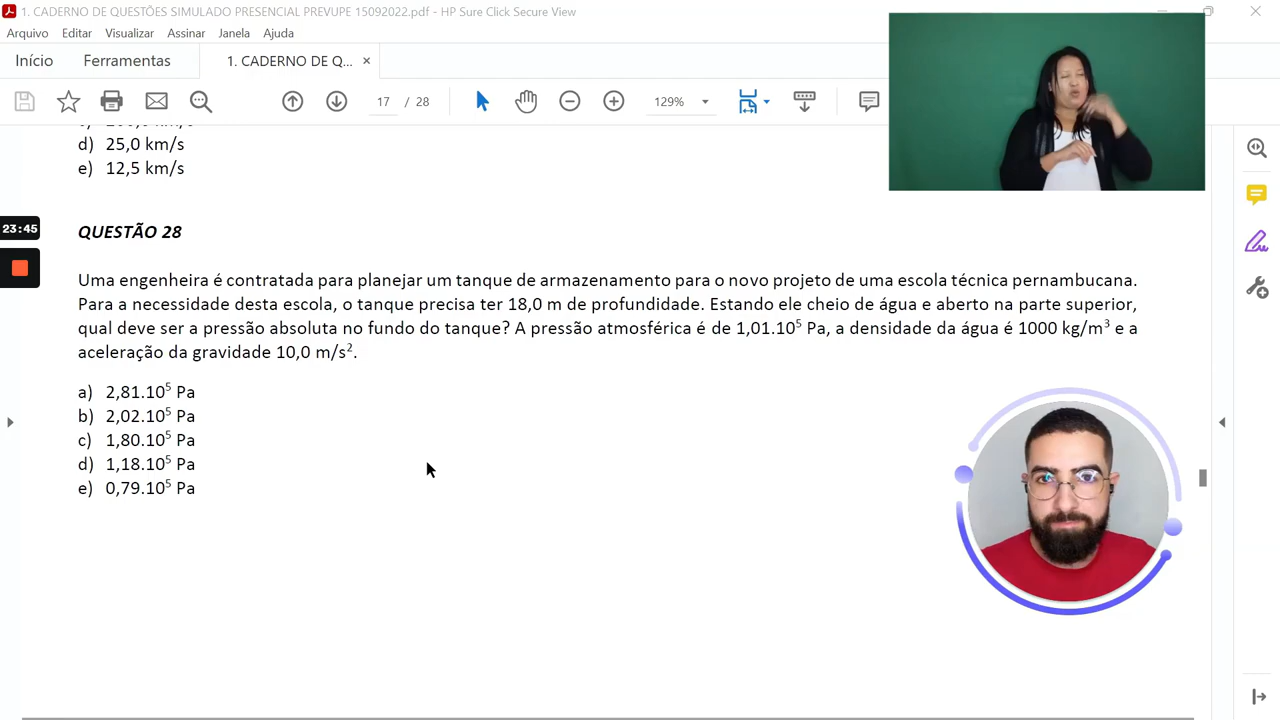 1. CADERNO DE QUESTÕES SIMULADO PRESENCIAL PREVUPE 15092022.pdf - HP Sure Click Secure View
Arquivo Editar Visualizar Assinar Janela Ajuda
Início Ferramentas 1. CADERNO DE Q... ×
17 / 28 129%
d) 25,0 km/s
e) 12,5 km/s
23:45
QUESTÃO 28
Uma engenheira é contratada para planejar um tanque de armazenamento para o novo projeto de uma escola técnica pernambucana.
Para a necessidade desta escola, o tanque precisa ter 18,0 m de profundidade. Estando ele cheio de água e aberto na parte superior,
qual deve ser a pressão absoluta no fundo do tanque? A pressão atmosférica é de 1,01.10⁵ Pa, a densidade da água é 1000 kg/m³ e a
aceleração da gravidade 10,0 m/s².
a) 2,81.10⁵ Pa
b) 2,02.10⁵ Pa
c) 1,80.10⁵ Pa
d) 1,18.10⁵ Pa
e) 0,79.10⁵ Pa